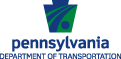 pennsylvania
DEPARTMENT OF TRANSPORTATION